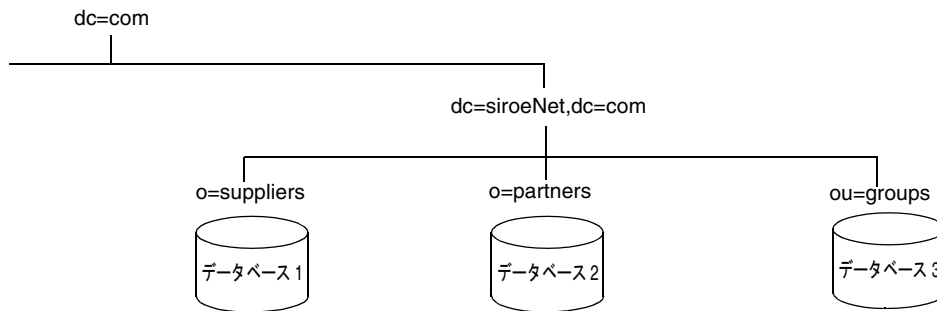 dc=com
dc=siroeNet,dc=com
o=suppliers
o=partners
ou=groups
データベース 1
データベース 2
データベース 3